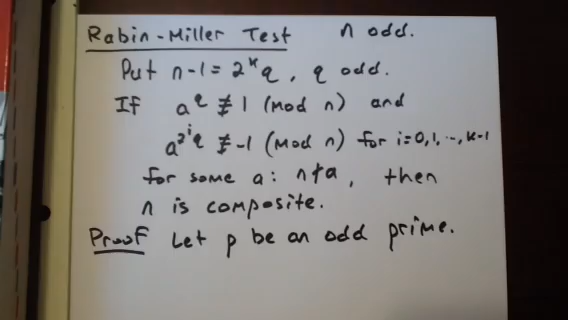 Rabin-Miller Test n odd.
Put n-1 = 2^k q, q odd.
If a^q ≢ 1 (mod n) and
a^{2^i q} ≢ -1 (mod n) for i=0,1,...,k-1
for some a: n∤a, then
n is composite.
Proof Let p be an odd prime.